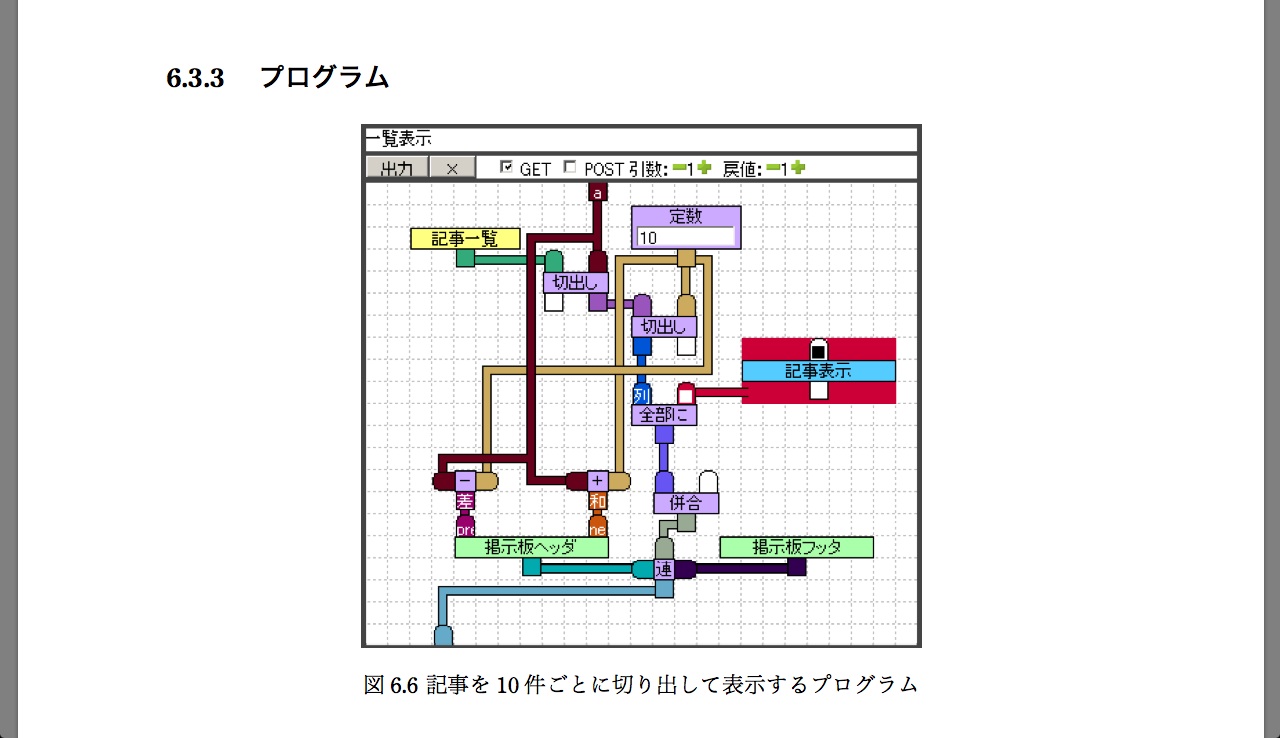 6.3.3 プログラム
一覧表示
出力 × GET POST 引数: 1 戻値: 1
a
定数
記事一覧
10
切出し
切出し
記事表示
列
全部に
− +
差 和
併合
pre ne
掲示板ヘッダ 掲示板フッタ
連
図 6.6 記事を 10 件ごとに切り出して表示するプログラム